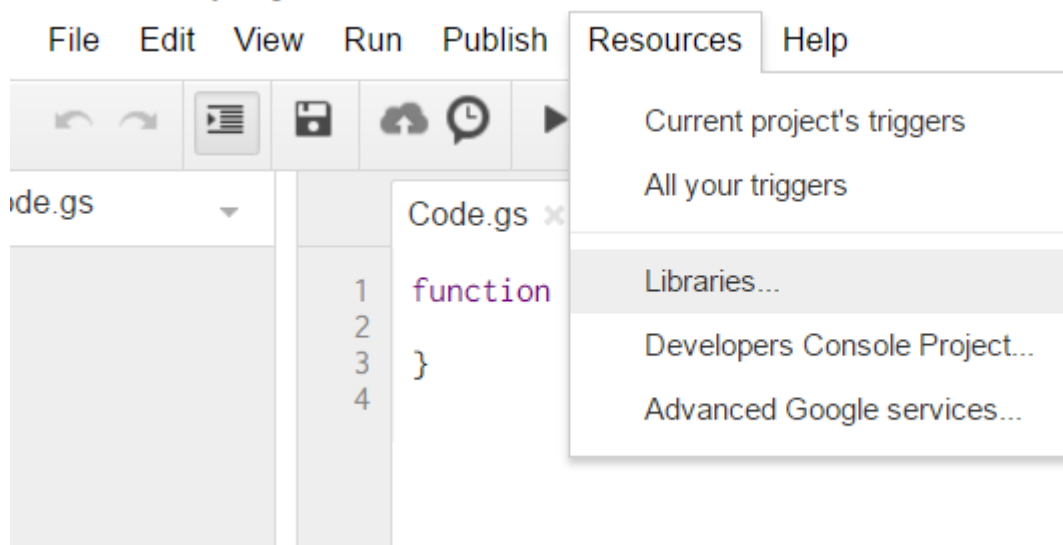 File Edit View Run Publish Resources Help
Current project's triggers
All your triggers
Libraries...
Developers Console Project...
Advanced Google services...
ode.gs
Code.gs
1 function
2
3 }
4